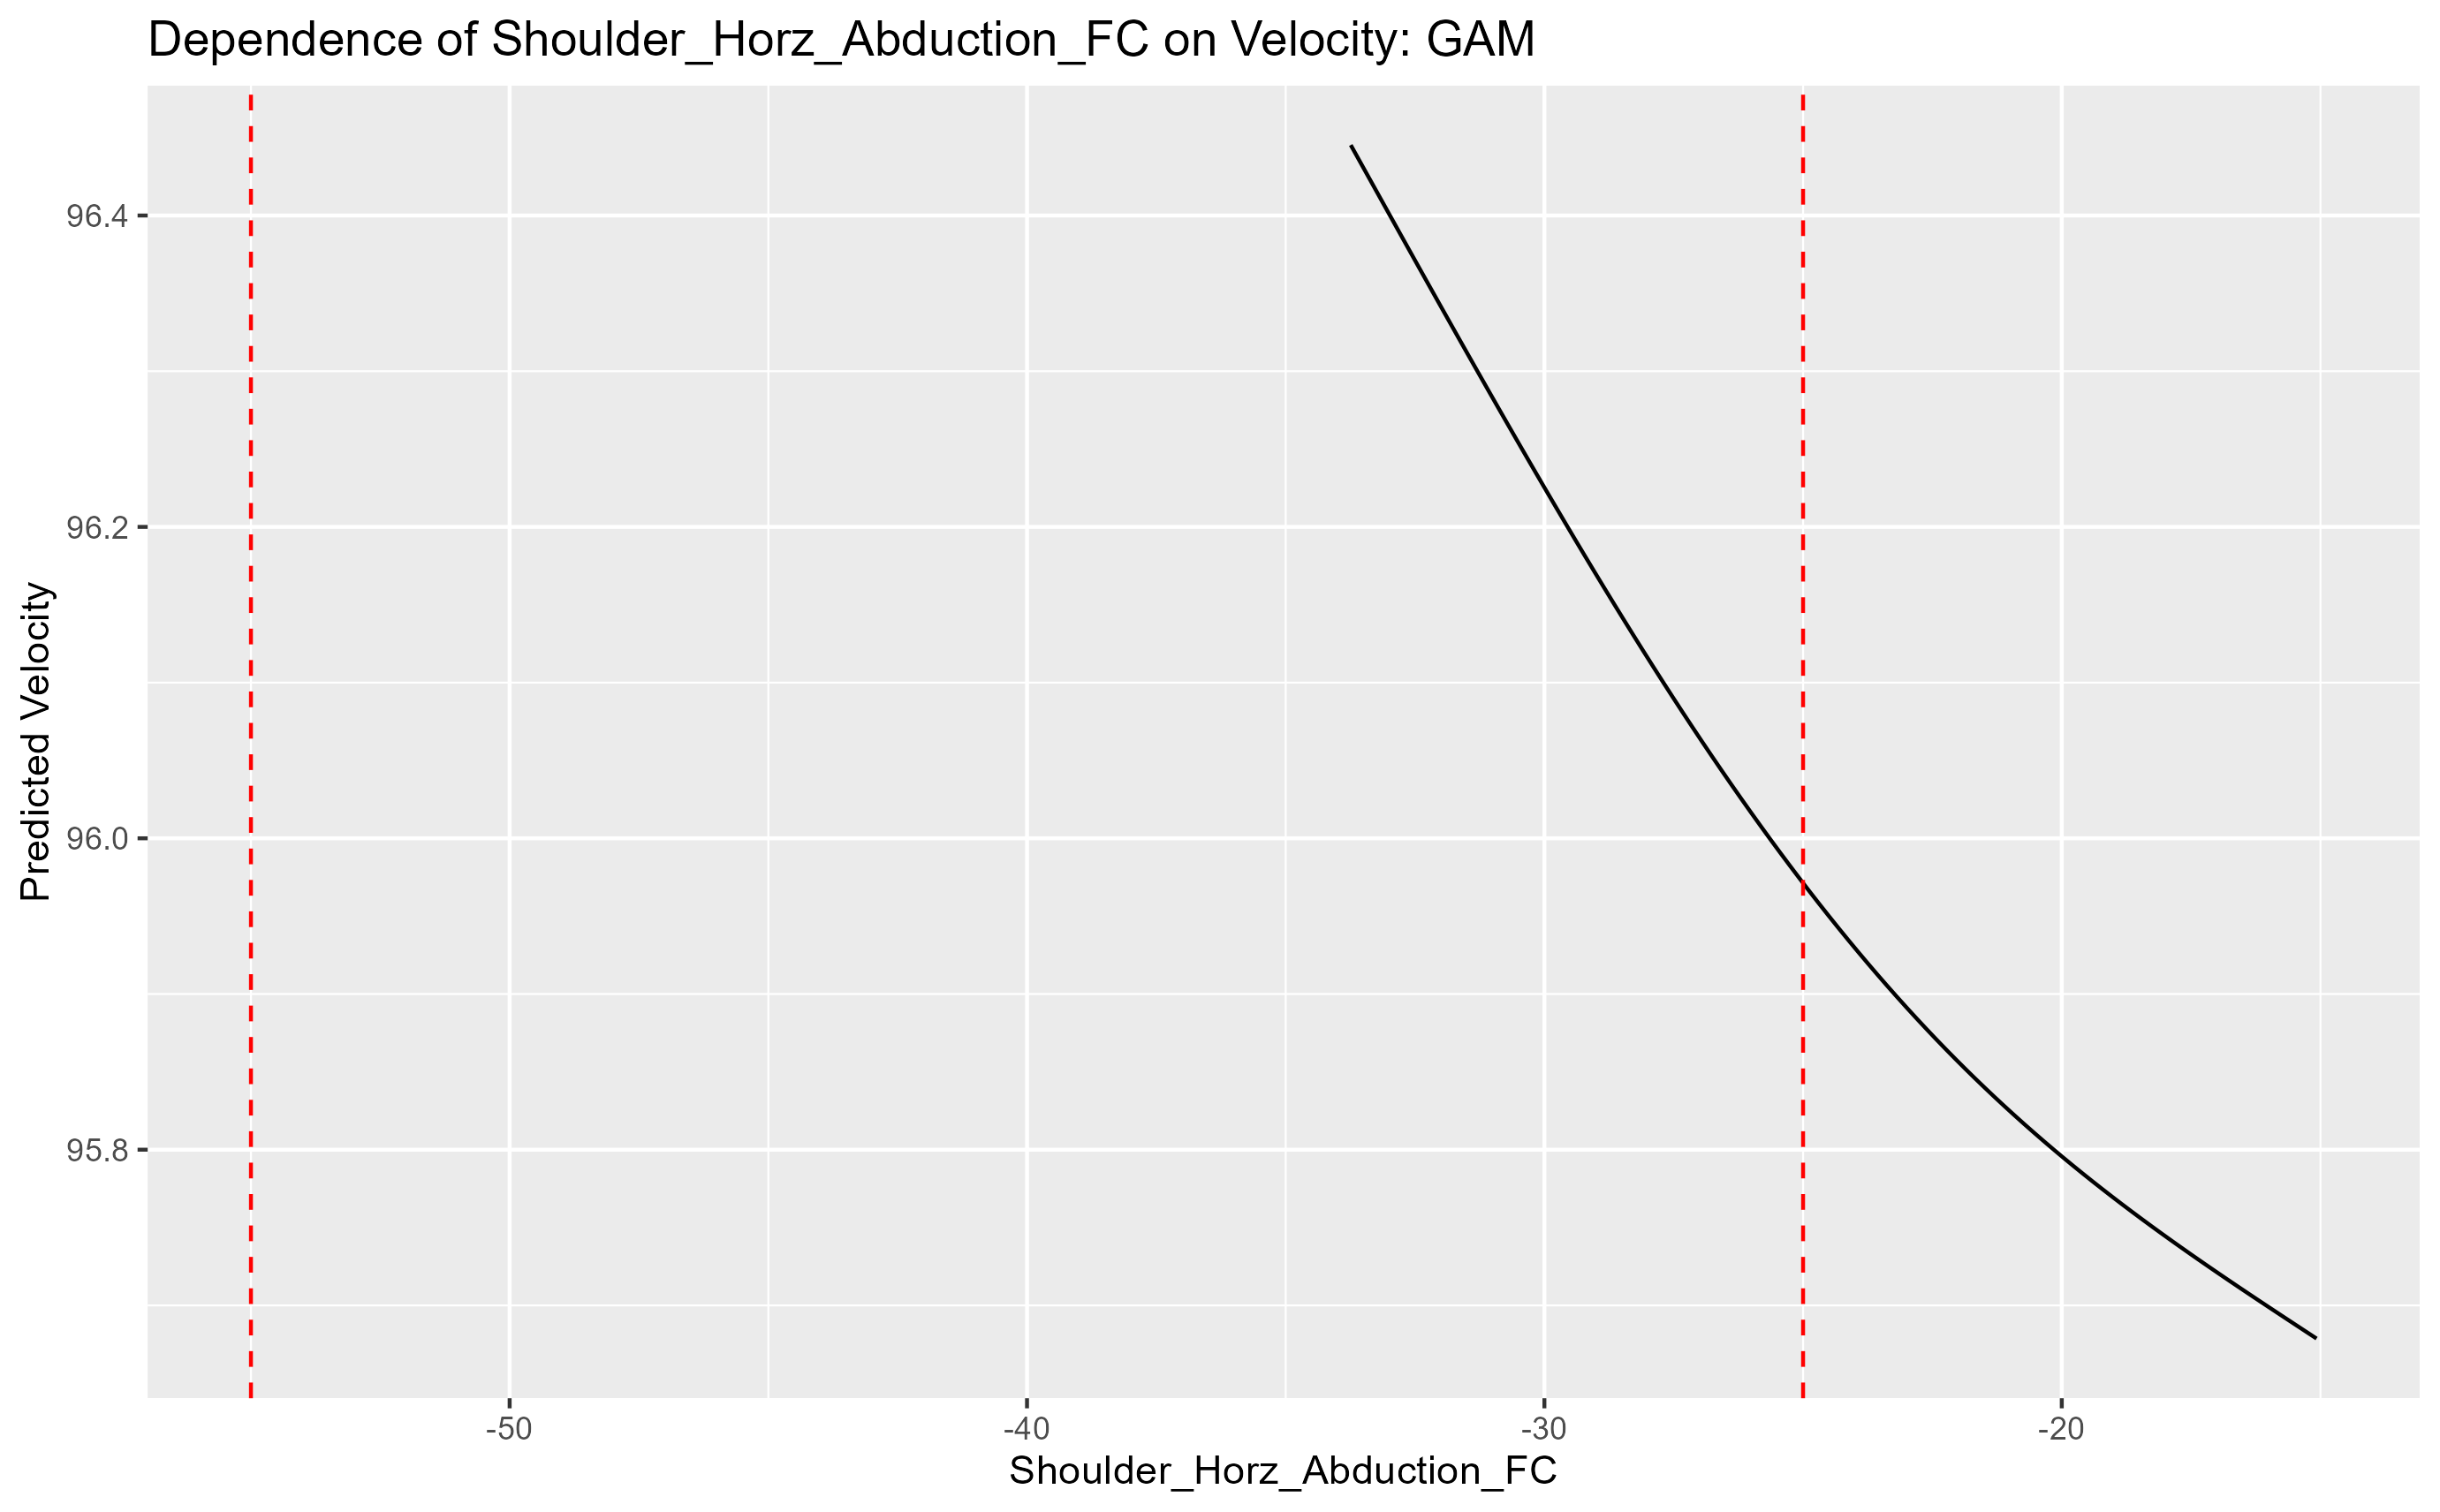 Dependence of Shoulder_Horz_Abduction_FC on Velocity: GAM
96.4
96.2
96.0
95.8
Predicted Velocity
-50
-40
-30
-20
Shoulder_Horz_Abduction_FC